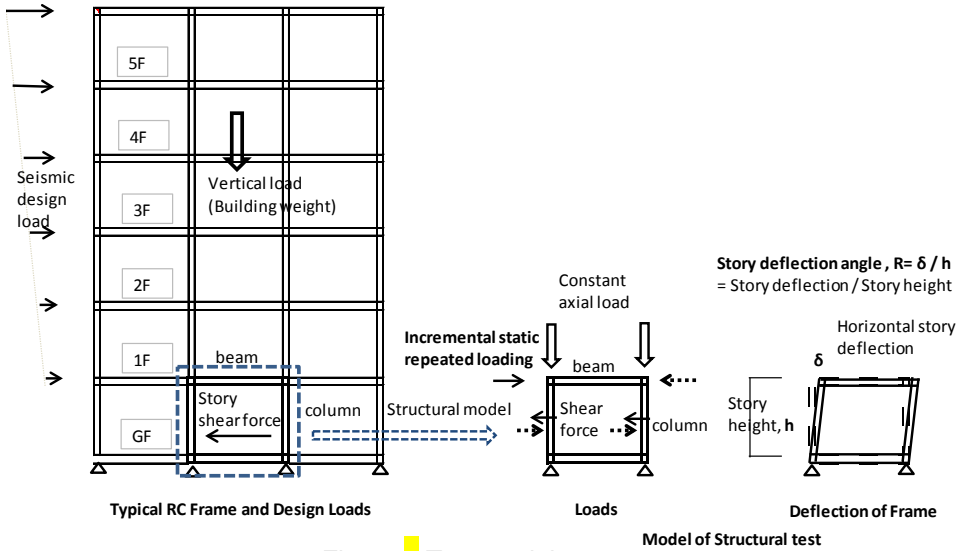 5F
4F
Seismic
design
load
Vertical load
(Building weight)
3F
2F
1F
beam
Story
shear force
column
GF
Typical RC Frame and Design Loads
Structural model
Constant
axial load
Incremental static
repeated loading
beam
Shear
force
column
Loads
Story deflection angle , R= δ / h
= Story deflection / Story height
Horizontal story
deflection
δ
Story
height, h
Deflection of Frame
Model of Structural test